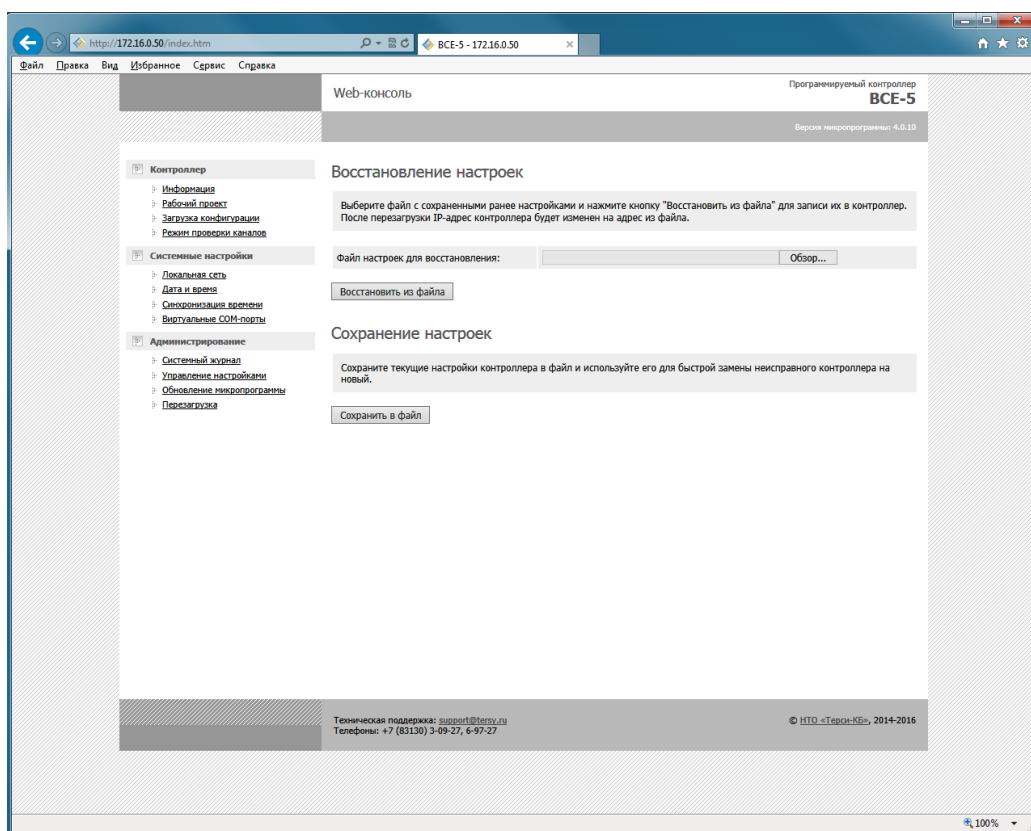 http://172.16.0.50/index.htm
BCE-5 - 172.16.0.50
Файл Правка Вид Избранное Сервис Справка
Web-консоль
Программируемый контроллер
BCE-5
Версия микропрограммы: 4.0.10
Контроллер
Информация
Рабочий проект
Загрузка конфигурации
Режим проверки каналов
Системные настройки
Локальная сеть
Дата и время
Синхронизация времени
Виртуальные COM-порты
Администрирование
Системный журнал
Управление настройками
Обновление микропрограммы
Перезагрузка
Восстановление настроек
Выберите файл с сохраненными ранее настройками и нажмите кнопку "Восстановить из файла" для записи их в контроллер.
После перезагрузки IP-адрес контроллера будет изменен на адрес из файла.
Файл настроек для восстановления:
Обзор...
Восстановить из файла
Сохранение настроек
Сохраните текущие настройки контроллера в файл и используйте его для быстрой замены неисправного контроллера на
новый.
Сохранить в файл
Техническая поддержка: support@tersy.ru
Телефоны: +7 (83130) 3-09-27, 6-97-27
© НТО «Терси-КБ», 2014-2016
100%